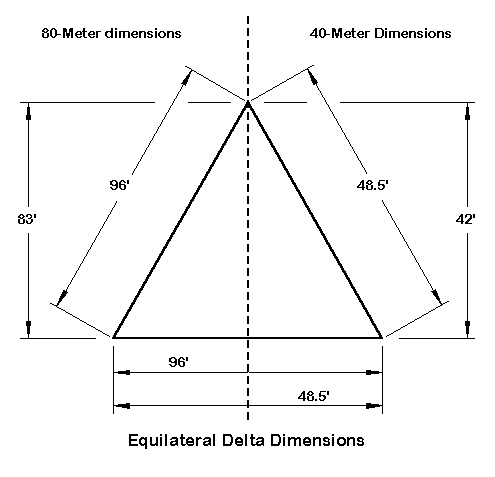 80-Meter dimensions
40-Meter Dimensions
96'
48.5'
83'
42'
96'
48.5'
Equilateral Delta Dimensions